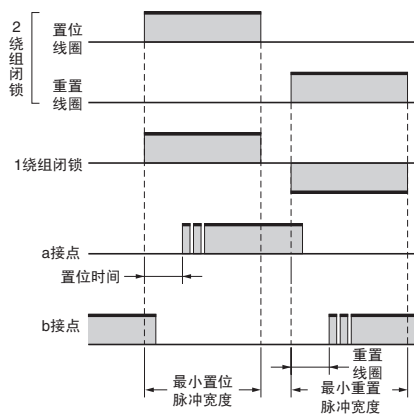 2绕组闭锁
置位
线圈
重置
线圈
1绕组闭锁
a接点
置位时间
b接点
重置
线圈
最小置位
脉冲宽度
最小重置
脉冲宽度